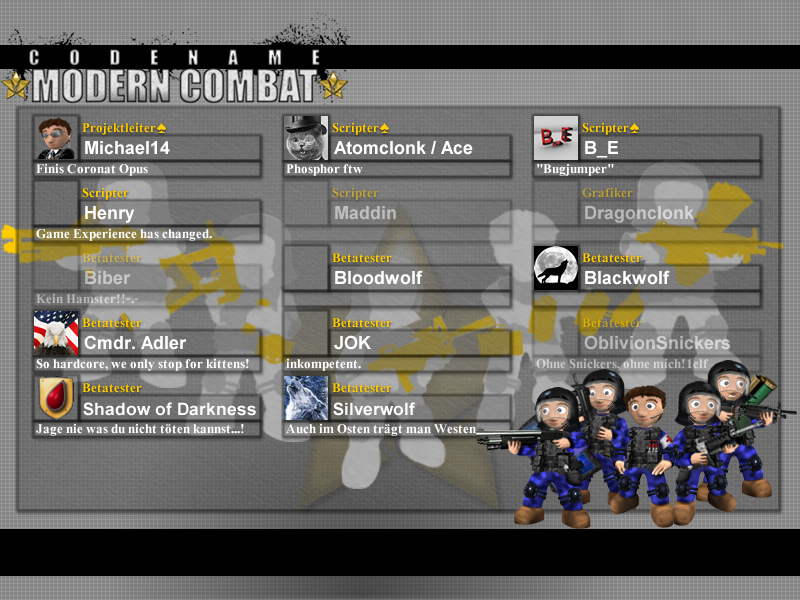 CODENAME
MODERN COMBAT
Projektleiter♠
Michael14
Finis Coronat Opus
Scripter♠
Atomclonk / Ace
Phosphor ftw
Scripter♠
B_E
B_E
"Bugjumper"
Scripter
Henry
Game Experience has changed.
Scripter
Maddin
Grafiker
Dragonclonk
Betatester
Biber
Kein Hamster!!-.-
Betatester
Bloodwolf
Betatester
Blackwolf
Betatester
Cmdr. Adler
So hardcore, we only stop for kittens!
Betatester
JOK
inkompetent.
Betatester
OblivionSnickers
Ohne Snickers, ohne mich!1elf
Betatester
Shadow of Darkness
Jage nie was du nicht töten kannst...!
Betatester
Silverwolf
Auch im Osten trägt man Westen